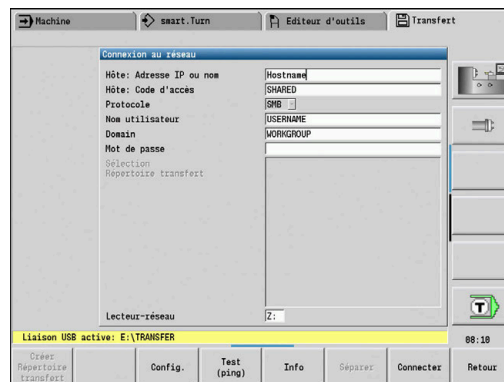 Machine
smart.Turn
Editeur d'outils
Transfert
Connexion au réseau
Hôte: Adresse IP ou nom
Hostname
Hôte: Code d'accès
SHARED
Protocole
SMB
Nom utilisateur
USERNAME
Domain
WORKGROUP
Mot de passe
Sélection
Répertoire transfert
Lecteur-réseau
Z:
T
Liaison USB active: E:\TRANSFER
08:10
Créer
Répertoire
transfert
Config.
Test
(ping)
Info
Séparer
Connecter
Retour